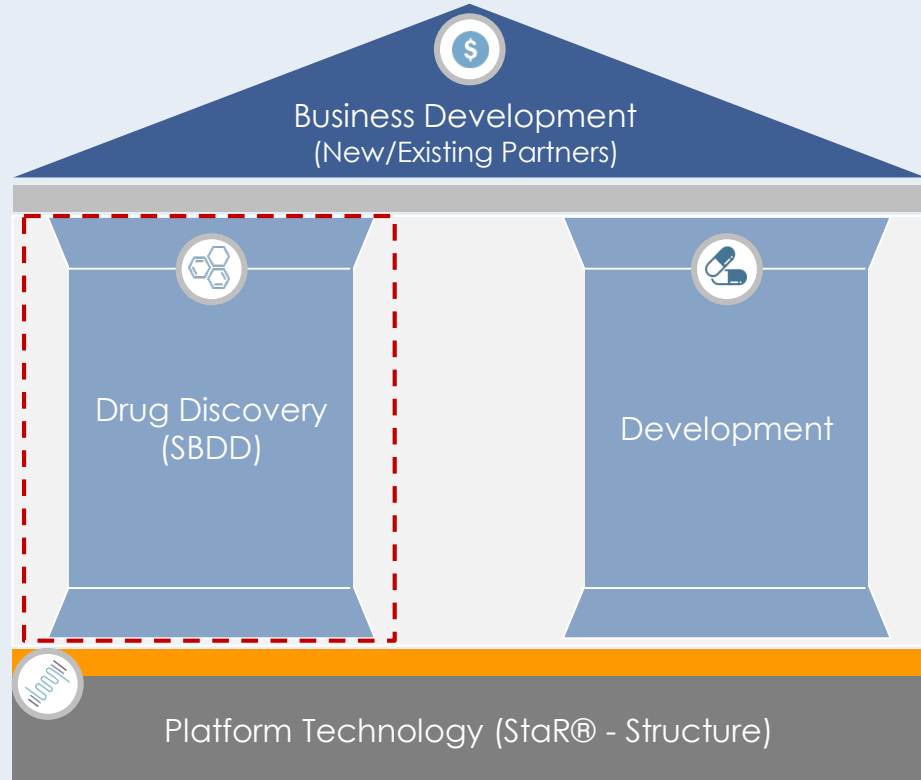 $
Business Development
(New/Existing Partners)
Drug Discovery
(SBDD)
Development
Platform Technology (StaR® - Structure)